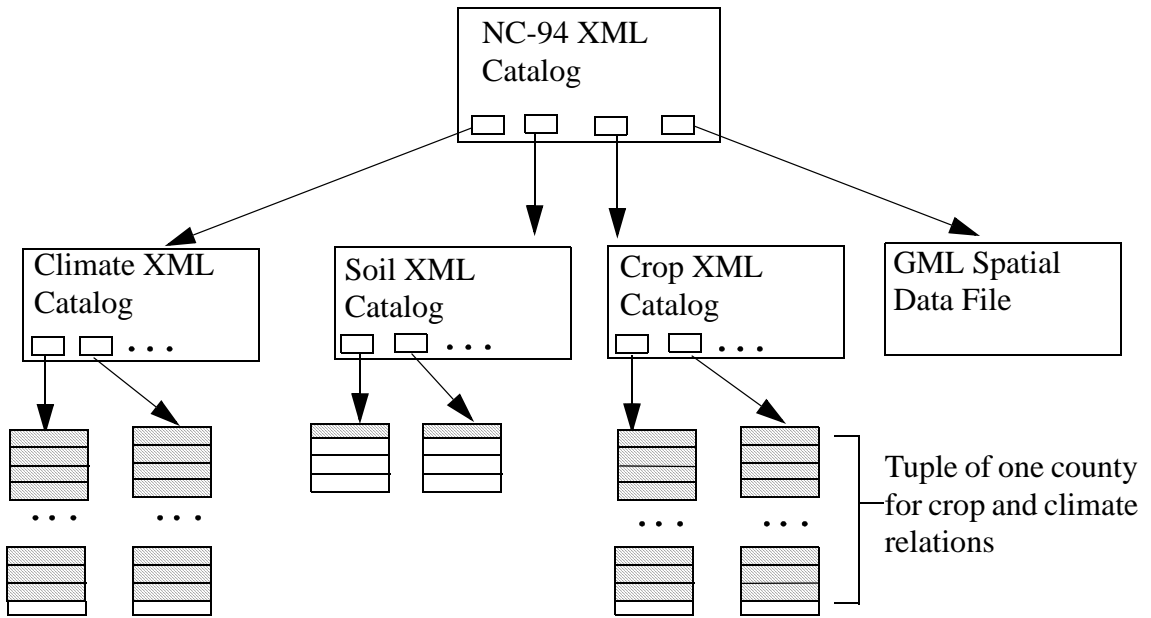 NC-94 XML
Catalog
Climate XML
Catalog
. . .
Soil XML
Catalog
. . .
Crop XML
Catalog
. . .
GML Spatial
Data File
. . .
. . .
. . .
. . .
Tuple of one county
for crop and climate
relations